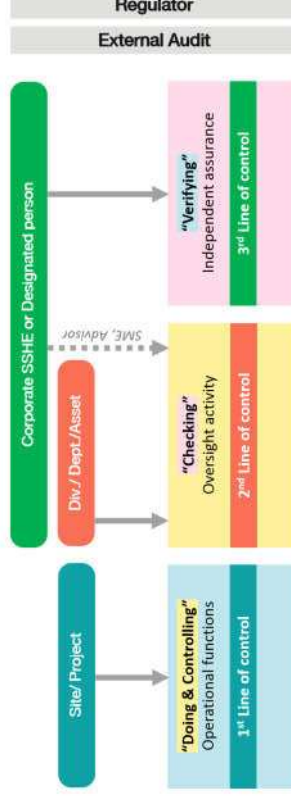 Corporate SSHE or Designated person
Site/ Project
Div./ Dept./Asset
SME, Advisor
"Doing & Controlling"
Operational functions
1st Line of control
"Checking"
Oversight activity
2nd Line of control
"Verifying"
Independent assurance
3rd Line of control
External Audit
Regulator